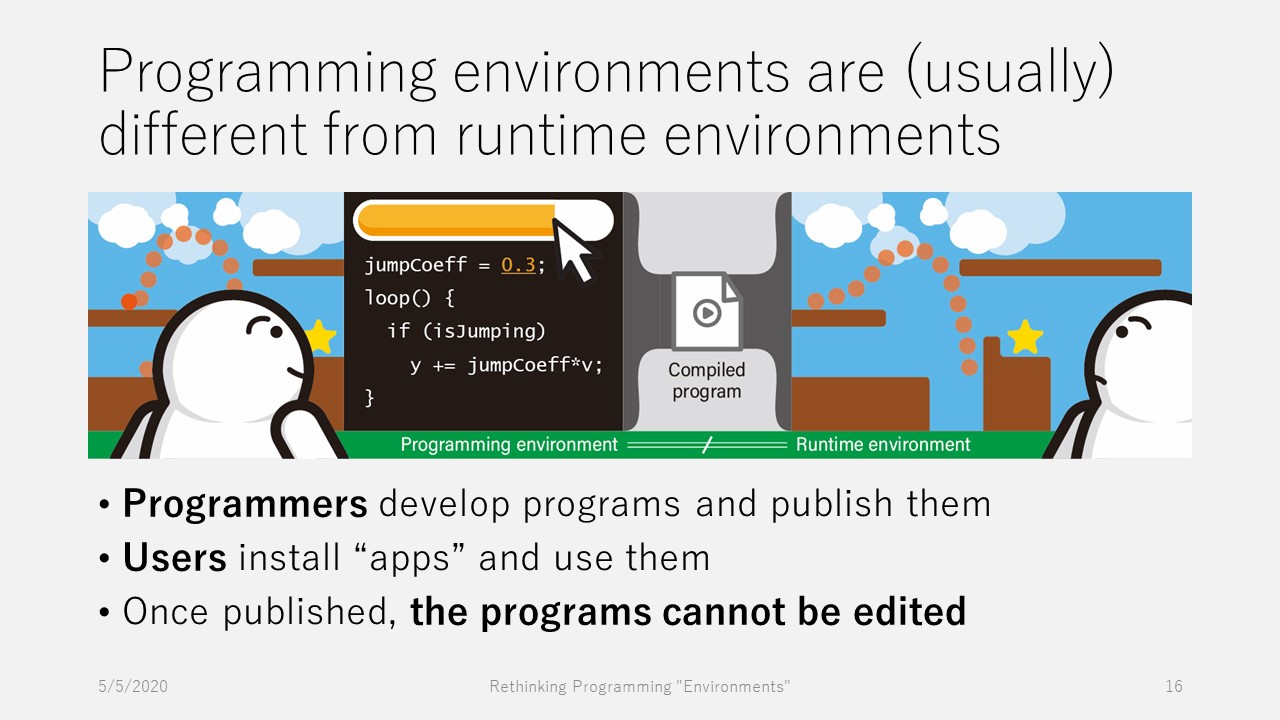 Programming environments are (usually)
different from runtime environments
jumpCoeff = 0.3;
loop() {
if (isJumping)
y += jumpCoeff*v;
}
Compiled
program
Programming environment
Runtime environment
• Programmers develop programs and publish them
• Users install “apps” and use them
• Once published, the programs cannot be edited
5/5/2020
Rethinking Programming "Environments"
16